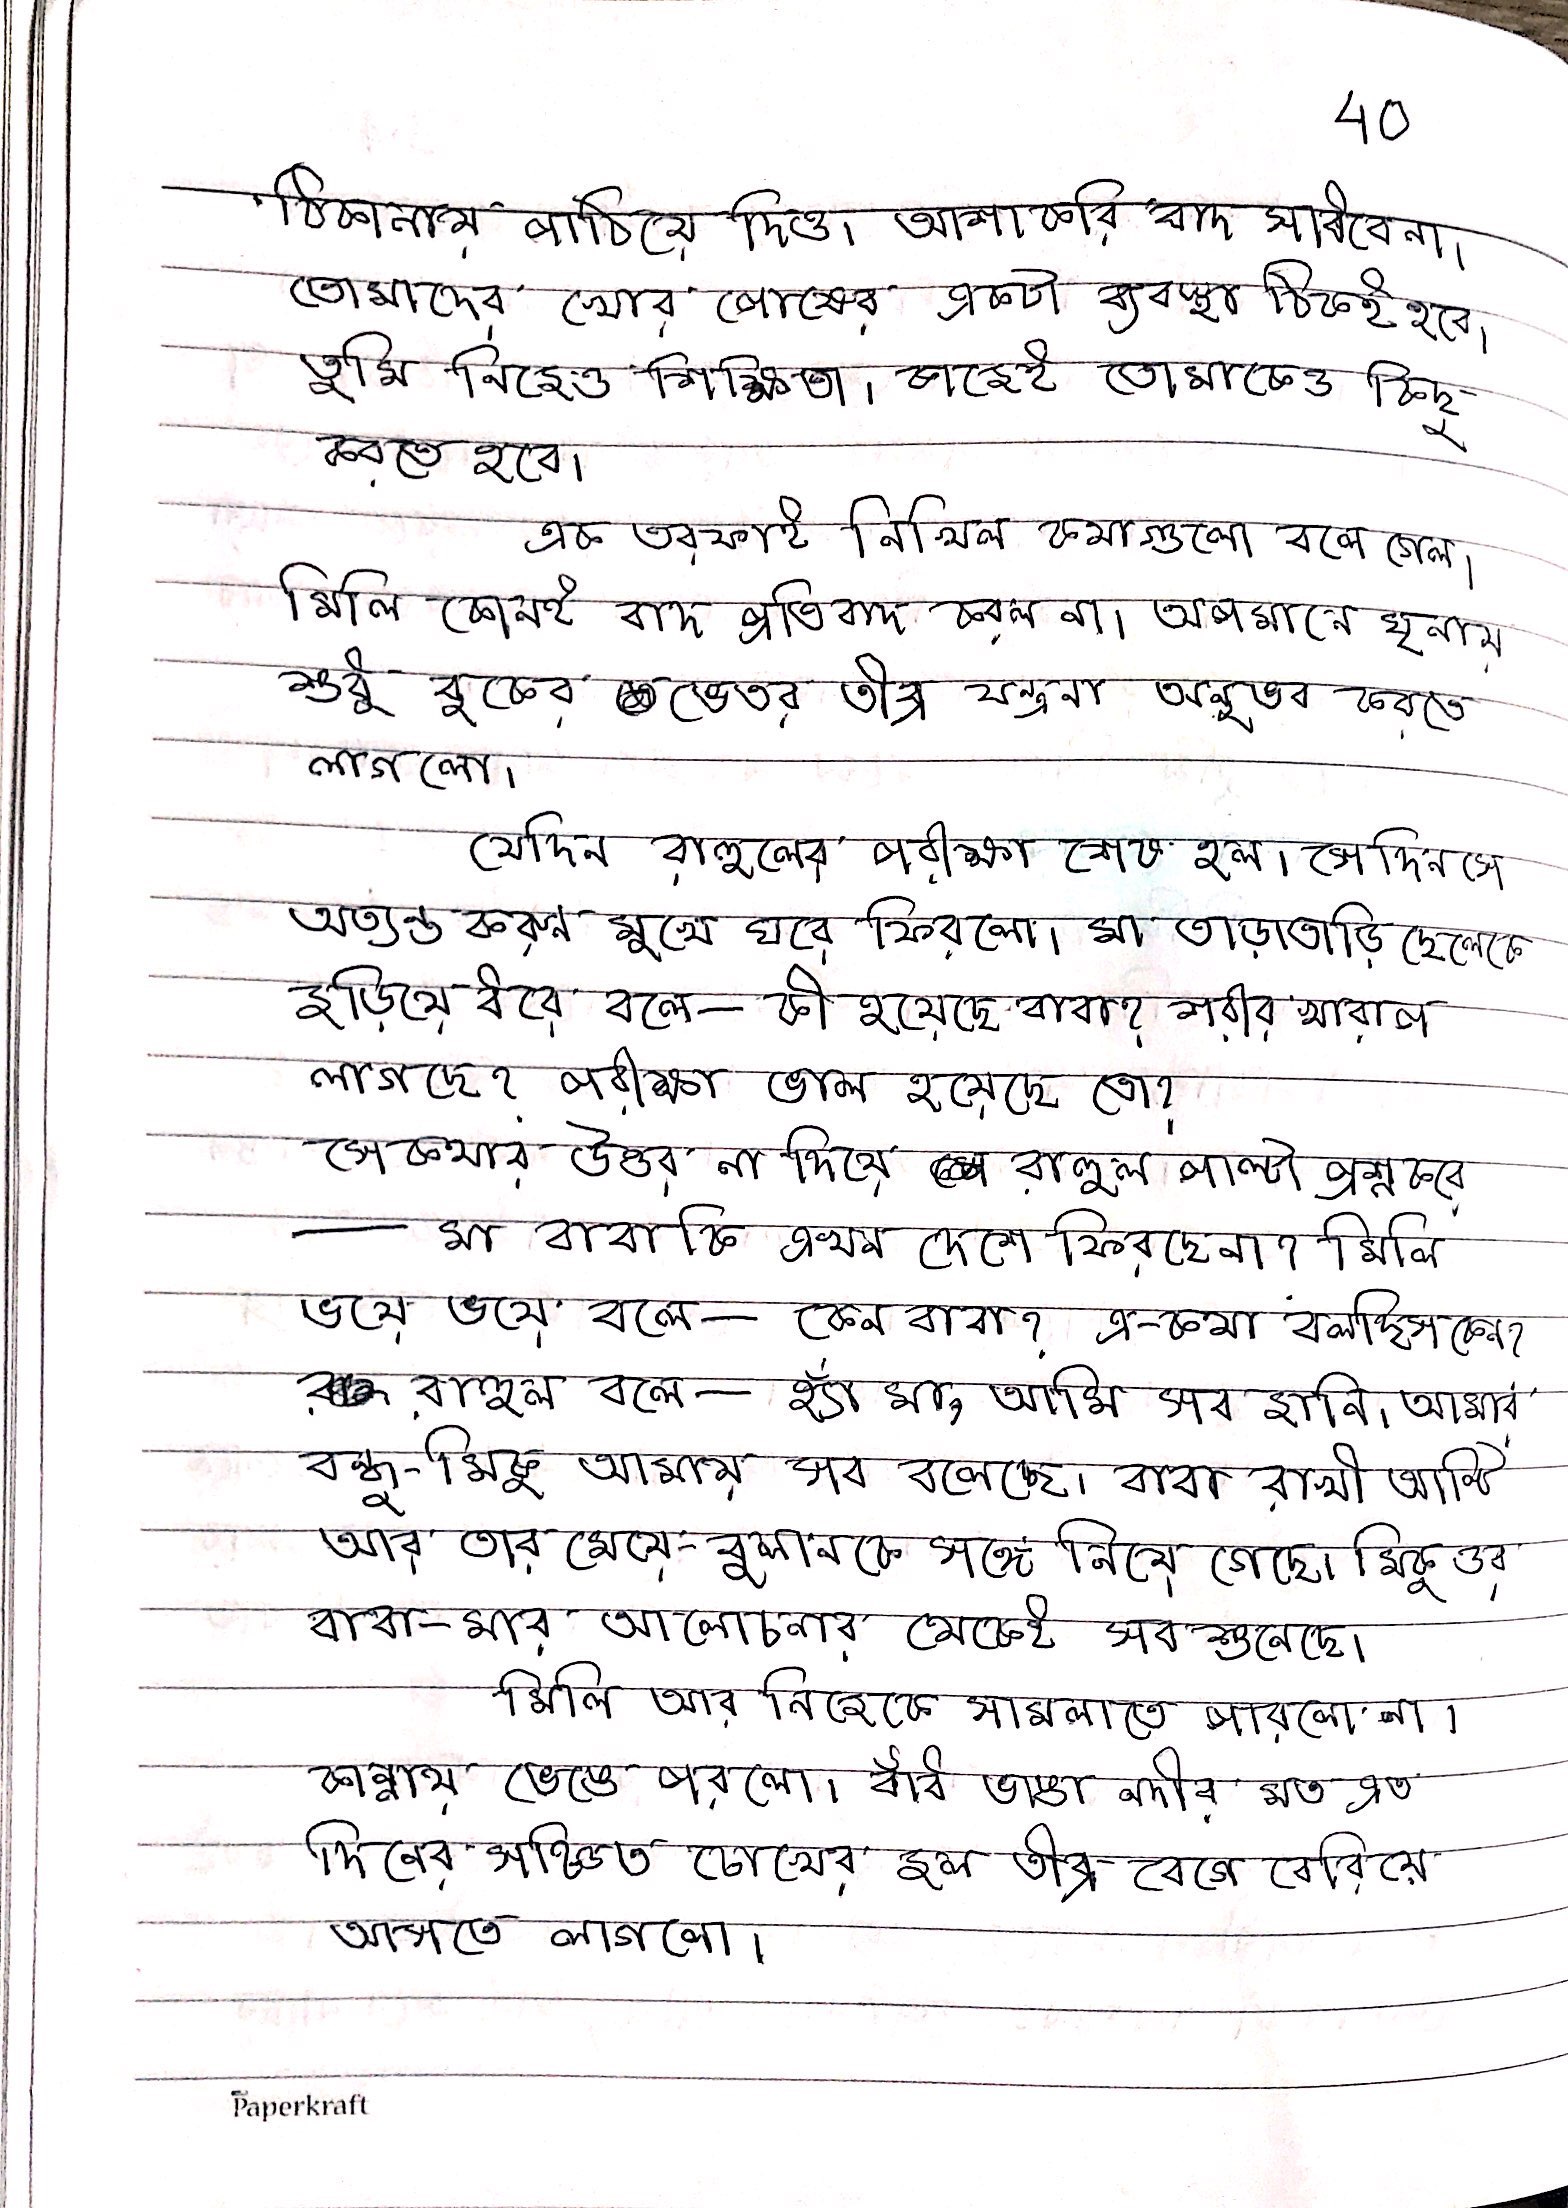 40
ঠিকানায় পাঠিয়ে দিও। আশাকরি বাদ সাধবেনা।
তোমাদের খোর পোষের একটা ব্যবস্থা ঠিকই হবে।
তুমি নিজেও শিক্ষিতা। কাজেই তোমাকেও কিছু
করতে হবে।
এক তরফাই নিখিল কথাগুলো বলে গেল।
মিলি কোনই বাদ প্রতিবাদ করল না। অপমানে ঘৃনায়
শুধু বুকের ভেতর তীব্র যন্ত্রনা অনুভব করতে
লাগলো।
যেদিন রাহুলের পরীক্ষা শেষ হল। সেদিন সে
অত্যন্ত করুন মুখে ঘরে ফিরলো। মা তাড়াতাড়ি ছেলেকে
জড়িয়ে ধরে বলে— কী হয়েছে বাবা? শরীর খারাপ
লাগছে? পরীক্ষা ভাল হয়েছে তো?
সেকথার উত্তর না দিয়ে রাহুল পাল্টা প্রশ্ন করে
— মা বাবা কি এখন দেশে ফিরছেনা? মিলি
ভয়ে ভয়ে বলে— কেন বাবা? এ-কথা বলছিস কেন?
রাহুল বলে— হ্যাঁ মা, আমি সব জানি। আমার
বন্ধু-মিঙ্কু আমায় সব বলেছে। বাবা রাখী আন্টি
আর তার মেয়ে-বুলানকে সঙ্গে নিয়ে গেছে। মিঙ্কু ওর
বাবা-মার আলোচনার থেকেই সব শুনেছে।
মিলি আর নিজেকে সামলাতে পারলো না।
কান্নায় ভেঙে পরলো। বাঁধ ভাঙা নদীর মত এত
দিনের সঞ্চিত চোখের জল তীব্র বেগে বেরিয়ে
আসতে লাগলো।
Paperkraft